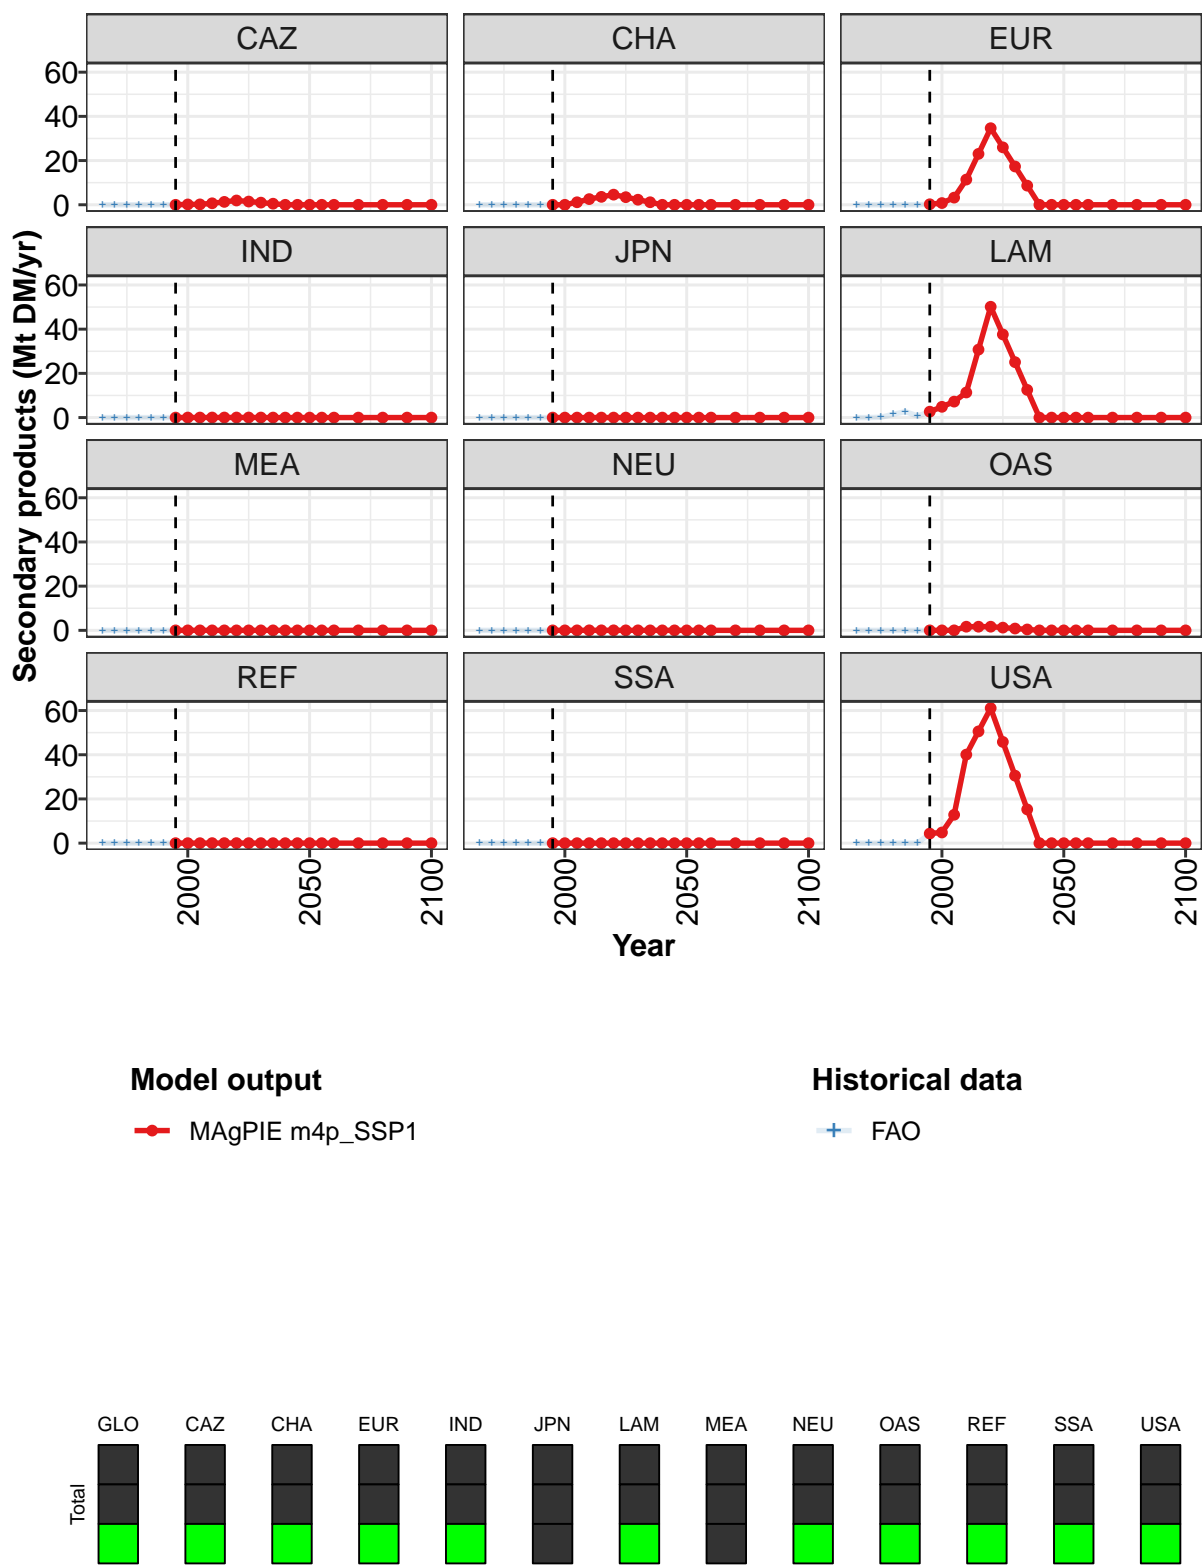 CAZ CHA EUR
60
40
20
0
IND JPN LAM
60
40
20
0
MEA NEU OAS
60
40
20
0
REF SSA USA
60
40
20
0
Secondary products (Mt DM/yr)
2000 2050 2100 2000 2050 2100 2000 2050 2100
Year
Model output Historical data
MAgPIE m4p_SSP1 FAO
GLO CAZ CHA EUR IND JPN LAM MEA NEU OAS REF SSA USA
Total